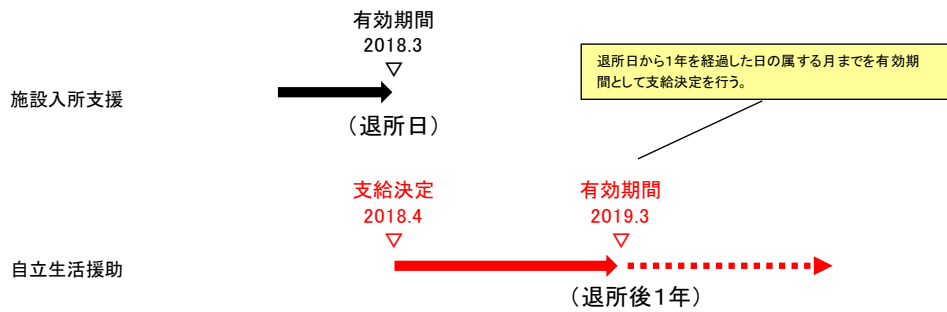 有効期間
2018.3
▽
退所日から1年を経過した日の属する月までを有効期
間として支給決定を行う。
施設入所支援
（退所日）
支給決定
2018.4
▽
有効期間
2019.3
▽
自立生活援助
（退所後1年）